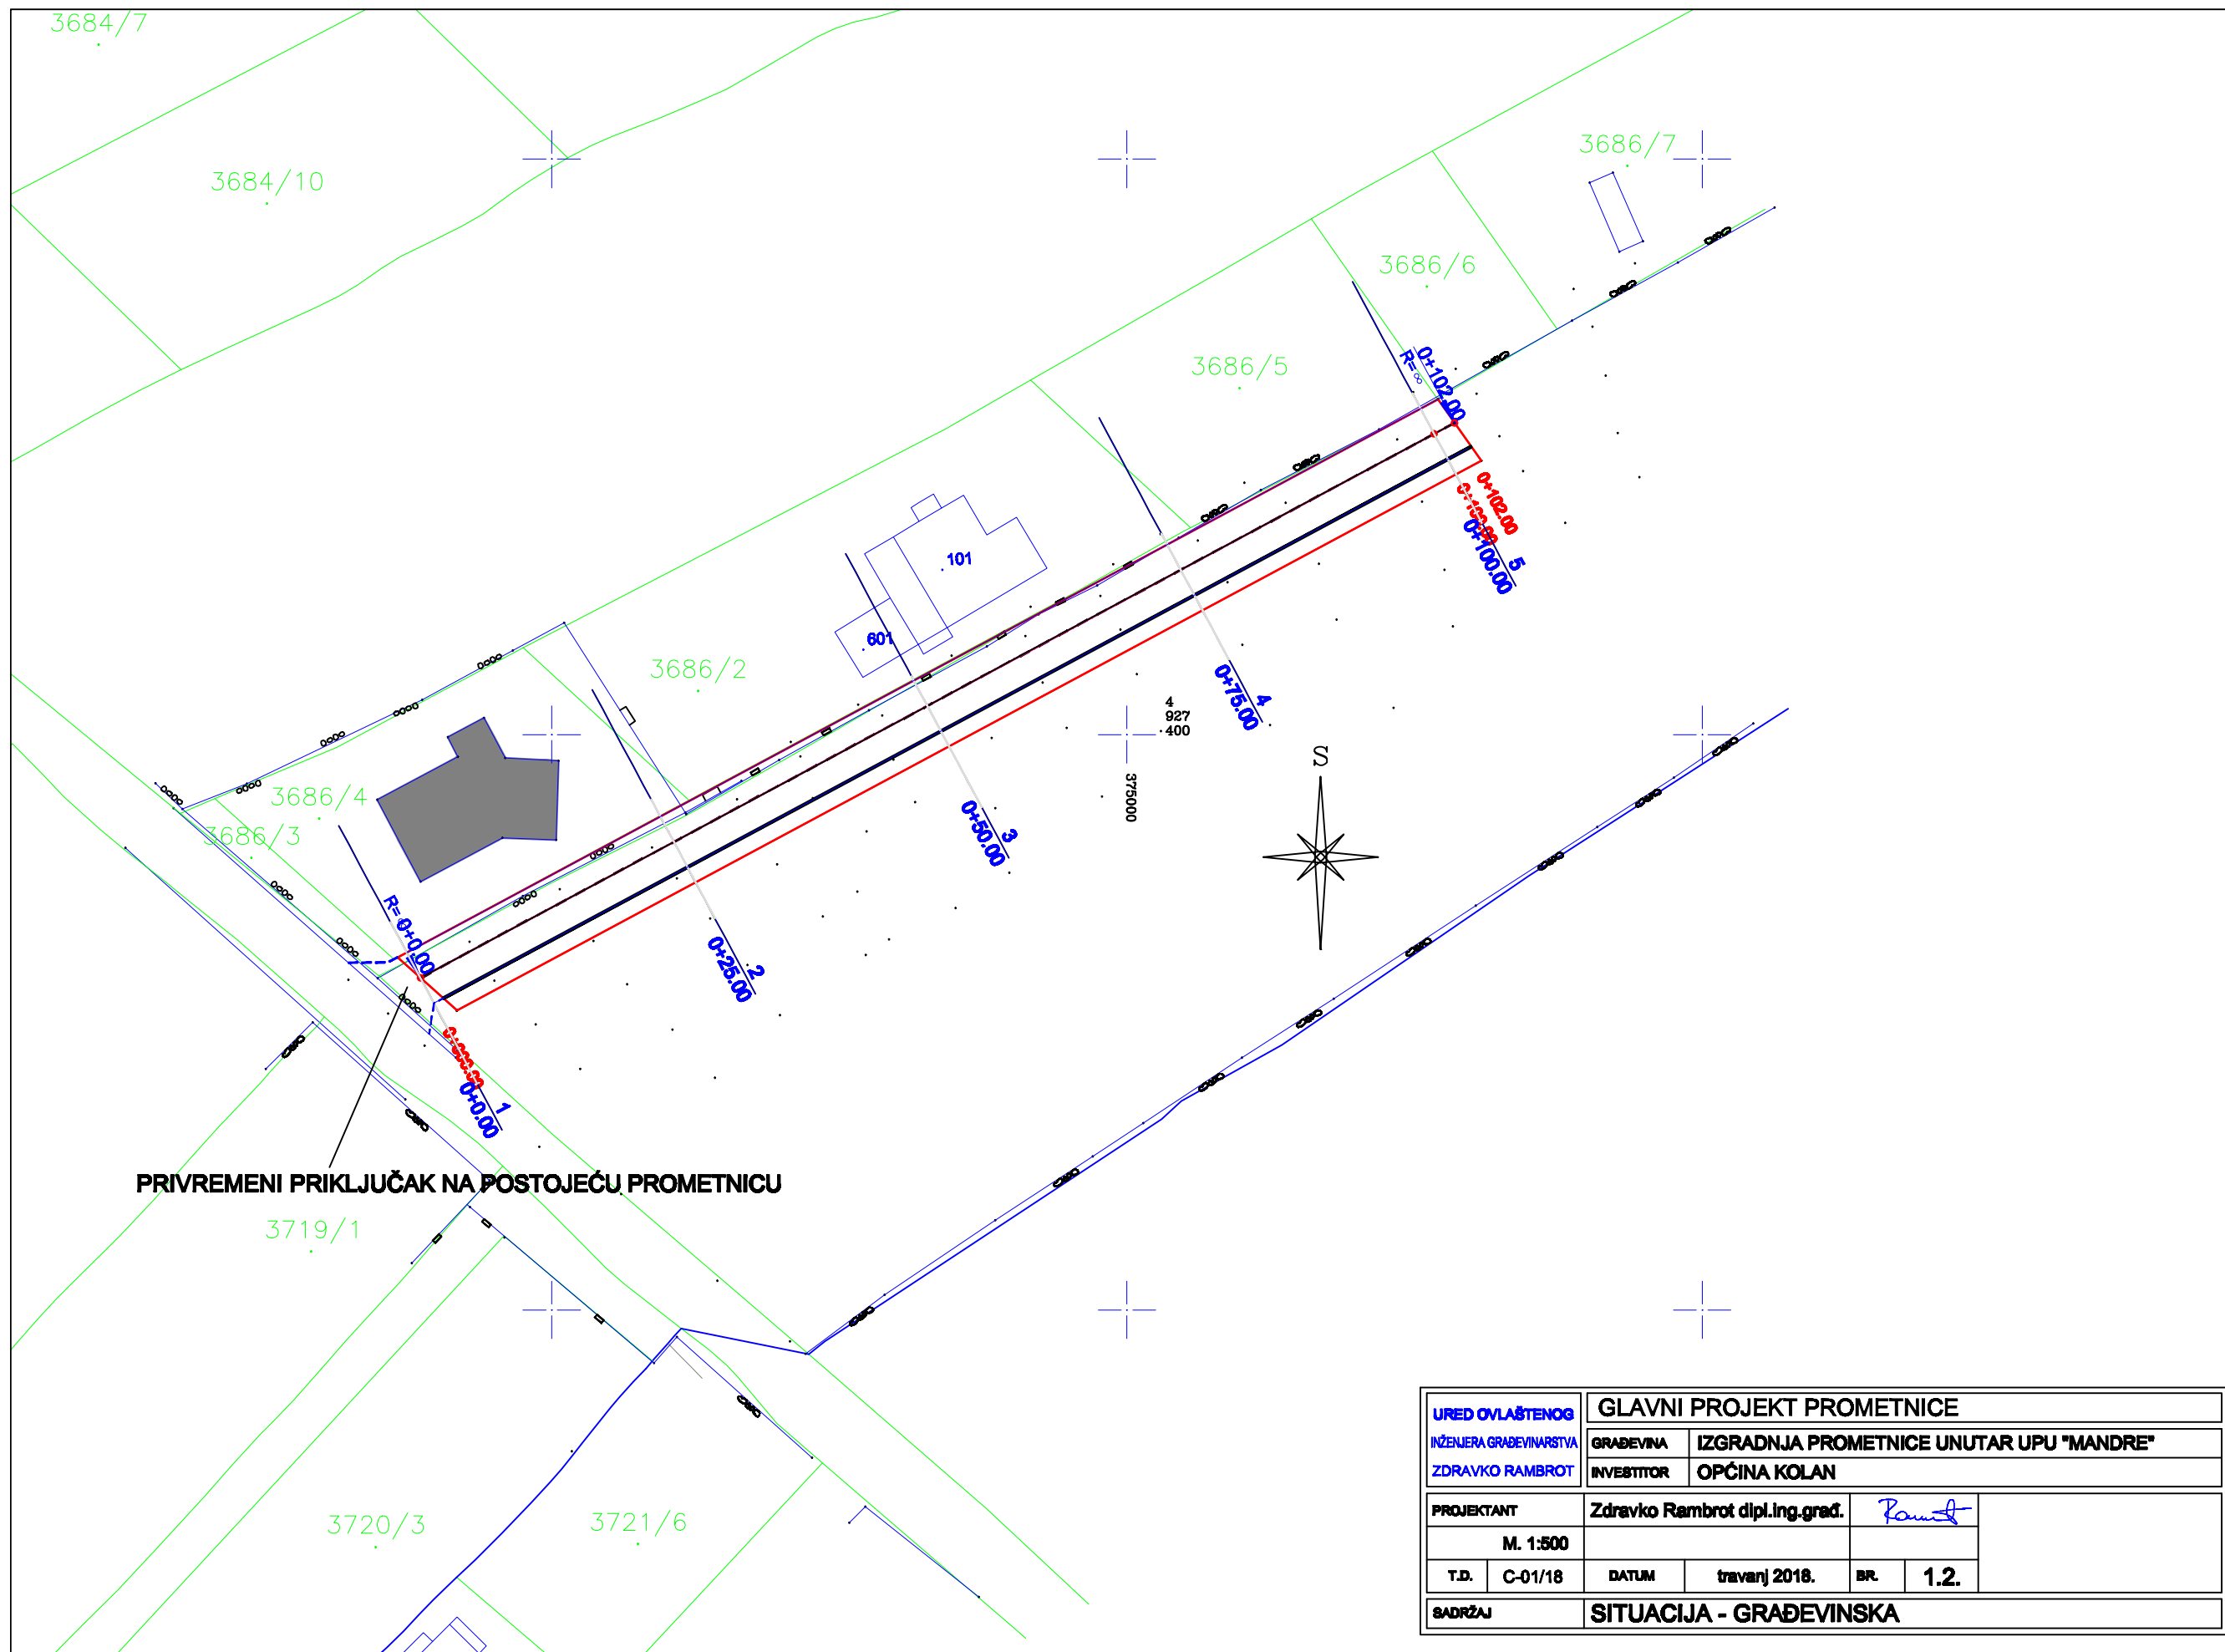 3684/7
3684/10
3686/7
3686/6
3686/5
0+102.00
R=∞
0+102.00
0+100.00
5
101
601
3686/2
4
0+75.00
4
927
400
375000
S
3
0+50.00
3686/4
3686/3
R=
0+0.00
2
0+25.00
1
0+0.00
PRIVREMENI PRIKLJUČAK NA POSTOJEĆU PROMETNICU
3719/1
3720/3
3721/6
URED OVLAŠTENOG
INŽENJERA GRAĐEVINARSTVA
ZDRAVKO RAMBROT
GLAVNI PROJEKT PROMETNICE
GRAĐEVINA IZGRADNJA PROMETNICE UNUTAR UPU "MANDRE"
INVESTITOR OPĆINA KOLAN
PROJEKTANT Zdravko Rambrot dipl.ing.građ.
M. 1:500
T.D. C-01/18 DATUM travanj 2018. BR. 1.2.
SADRŽAJ SITUACIJA - GRAĐEVINSKA